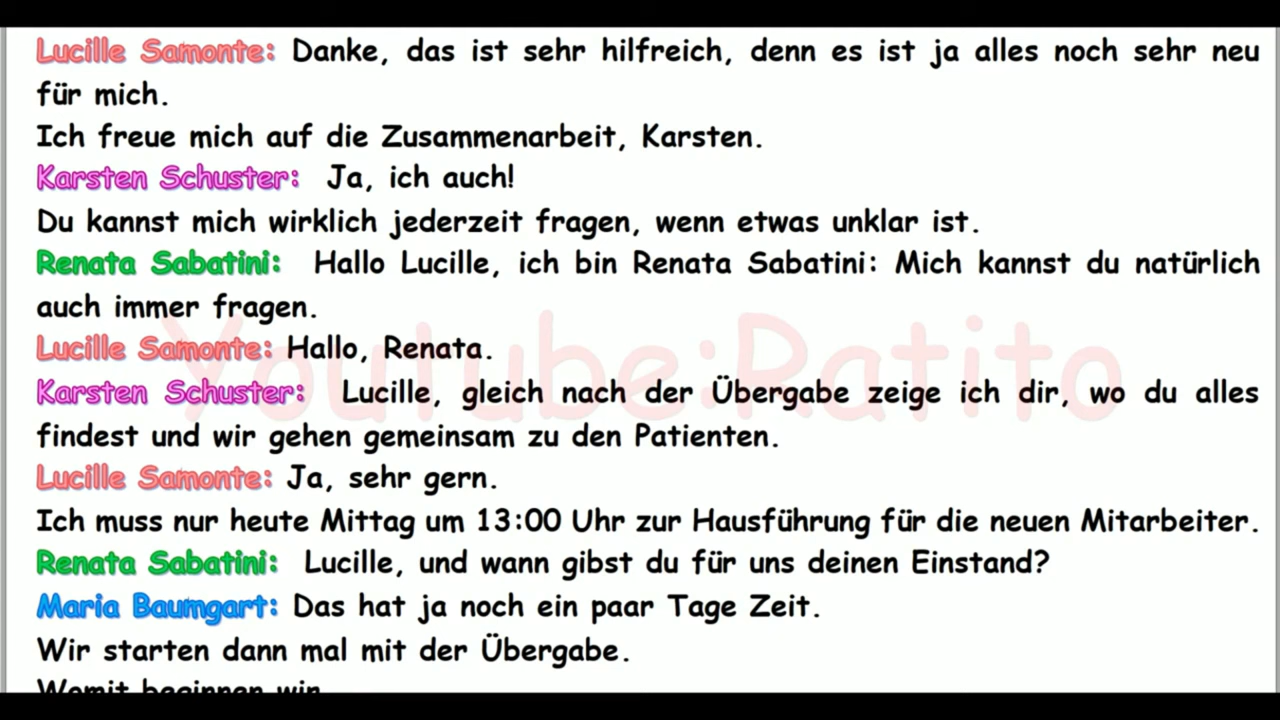 Lucille Samonte: Danke, das ist sehr hilfreich, denn es ist ja alles noch sehr neu
für mich.
Ich freue mich auf die Zusammenarbeit, Karsten.
Karsten Schuster: Ja, ich auch!
Du kannst mich wirklich jederzeit fragen, wenn etwas unklar ist.
Renata Sabatini: Hallo Lucille, ich bin Renata Sabatini: Mich kannst du natürlich
auch immer fragen.
Lucille Samonte: Hallo, Renata.
Youtube:Ratito
Karsten Schuster: Lucille, gleich nach der Übergabe zeige ich dir, wo du alles
findest und wir gehen gemeinsam zu den Patienten.
Lucille Samonte: Ja, sehr gern.
Ich muss nur heute Mittag um 13:00 Uhr zur Hausführung für die neuen Mitarbeiter.
Renata Sabatini: Lucille, und wann gibst du für uns deinen Einstand?
Maria Baumgart: Das hat ja noch ein paar Tage Zeit.
Wir starten dann mal mit der Übergabe.
Womit beginnen wir